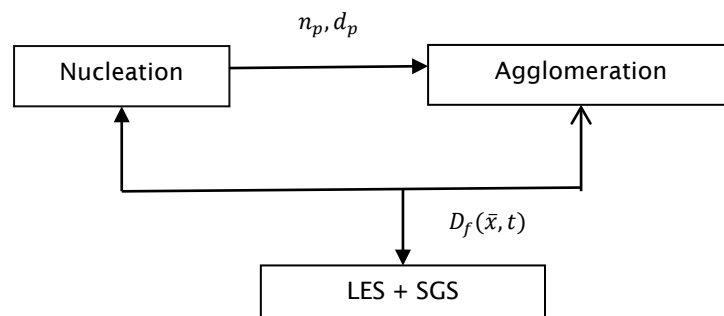 n_p, d_p
Nucleation
Agglomeration
D_f(x̄, t)
LES + SGS